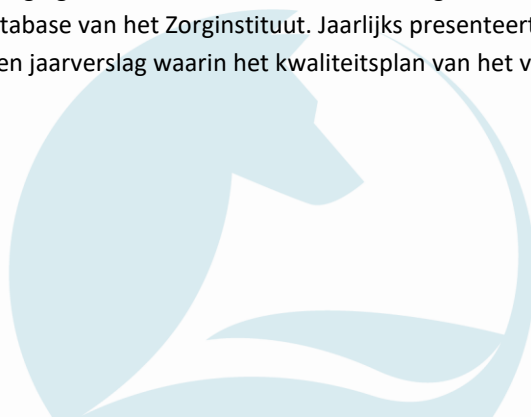 tabase van het Zorginstituut. Jaarlijks presenteert
en jaarverslag waarin het kwaliteitsplan van het v